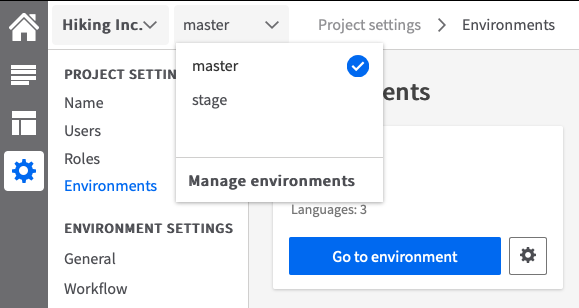 Hiking Inc.
master
Project settings
Environments
PROJECT SETTIN
Name
Users
Roles
Environments
ENVIRONMENT SETTINGS
General
Workflow
master
stage
Manage environments
ents
Languages: 3
Go to environment